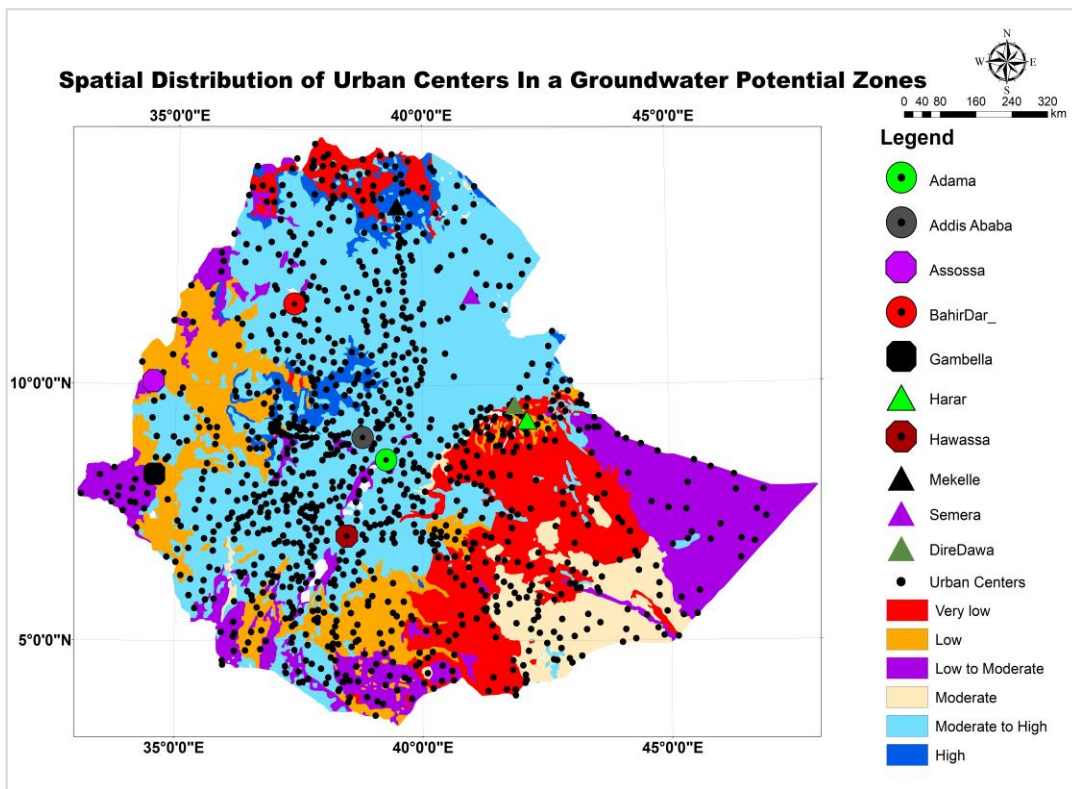 N
W E
S
Spatial Distribution of Urban Centers In a Groundwater Potential Zones
0 40 80 160 240 320
km
35°0'0"E 40°0'0"E 45°0'0"E
Legend
Adama
Addis Ababa
Assossa
BahirDar_
Gambella
Harar
Hawassa
Mekelle
Semera
DireDawa
Urban Centers
Very low
Low
Low to Moderate
Moderate
Moderate to High
High
10°0'0"N
5°0'0"N
35°0'0"E 40°0'0"E 45°0'0"E